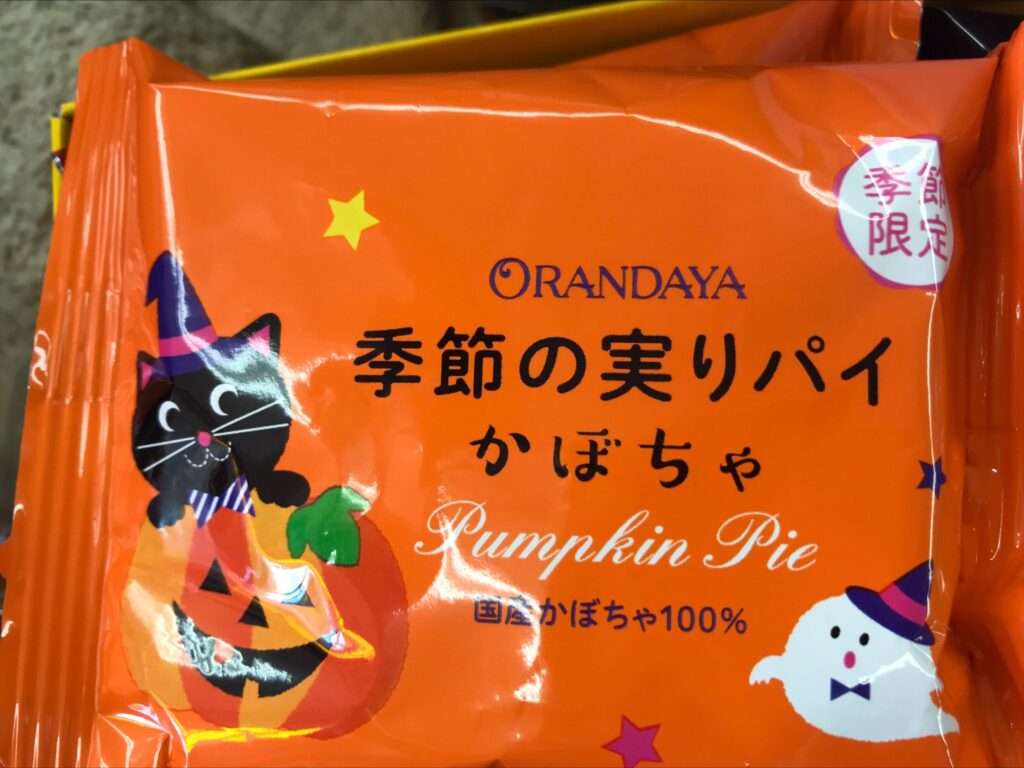 季節
限定
ORANDAYA
季節の実りパイ
かぼちゃ
Pumpkin Pie
国産かぼちゃ100%